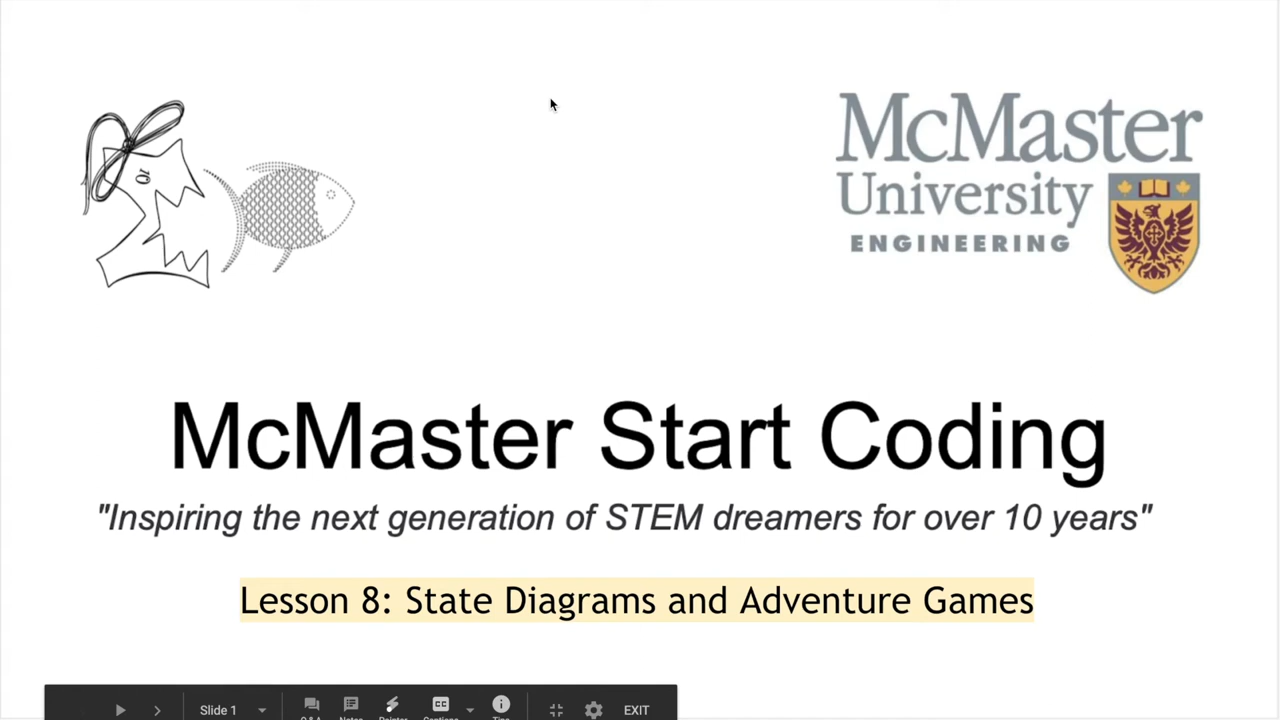 McMaster
University
ENGINEERING
McMaster Start Coding
"Inspiring the next generation of STEM dreamers for over 10 years"
Lesson 8: State Diagrams and Adventure Games
Slide 1
CC
EXIT